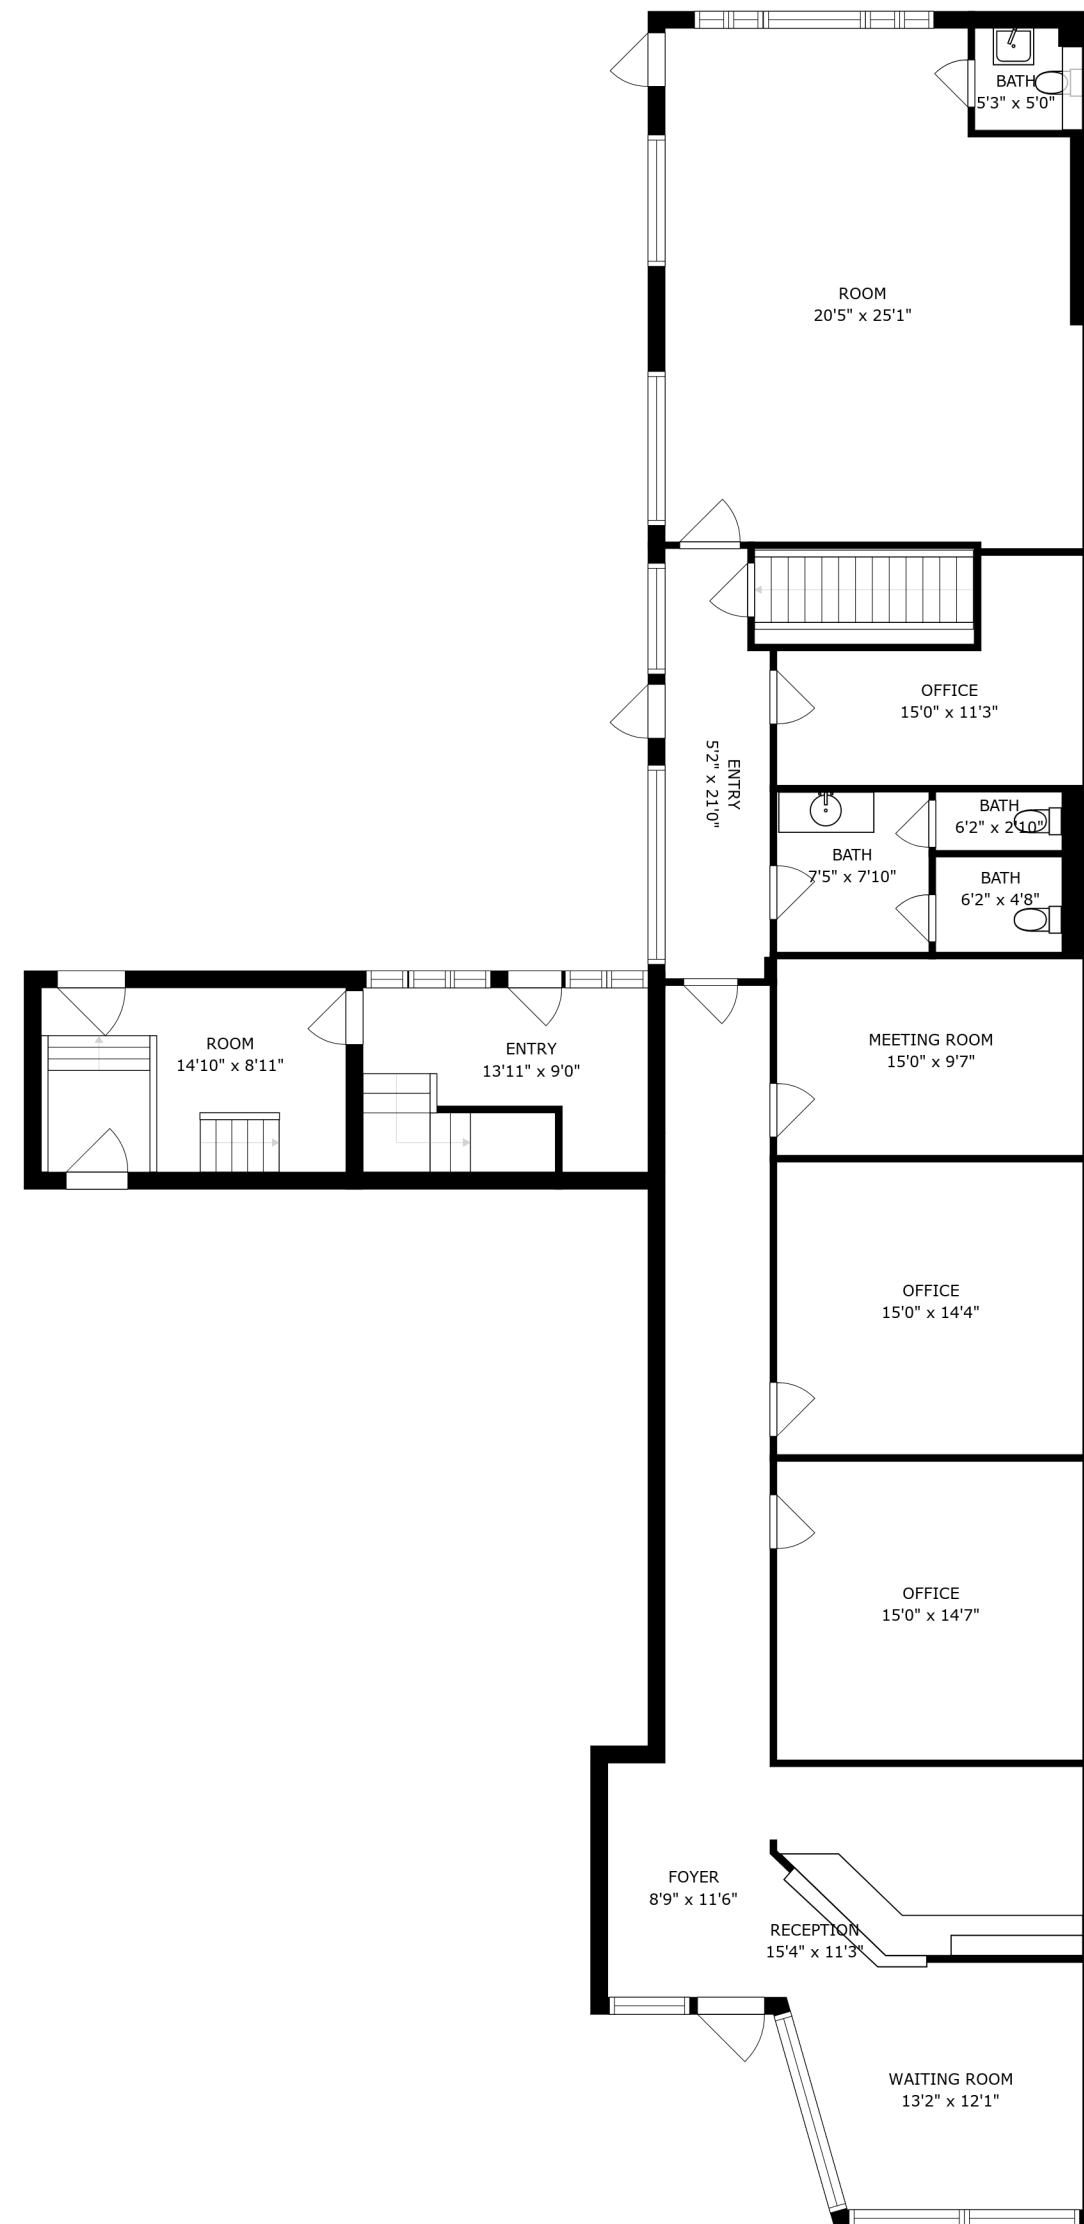 BATH
5'3" x 5'0"
ROOM
20'5" x 25'1"
OFFICE
15'0" x 11'3"
ENTRY
5'2" x 21'0"
BATH
6'2" x 2'10"
BATH
7'5" x 7'10"
BATH
6'2" x 4'8"
ROOM
14'10" x 8'11"
ENTRY
13'11" x 9'0"
MEETING ROOM
15'0" x 9'7"
OFFICE
15'0" x 14'4"
OFFICE
15'0" x 14'7"
FOYER
8'9" x 11'6"
RECEPTION
15'4" x 11'3"
WAITING ROOM
13'2" x 12'1"